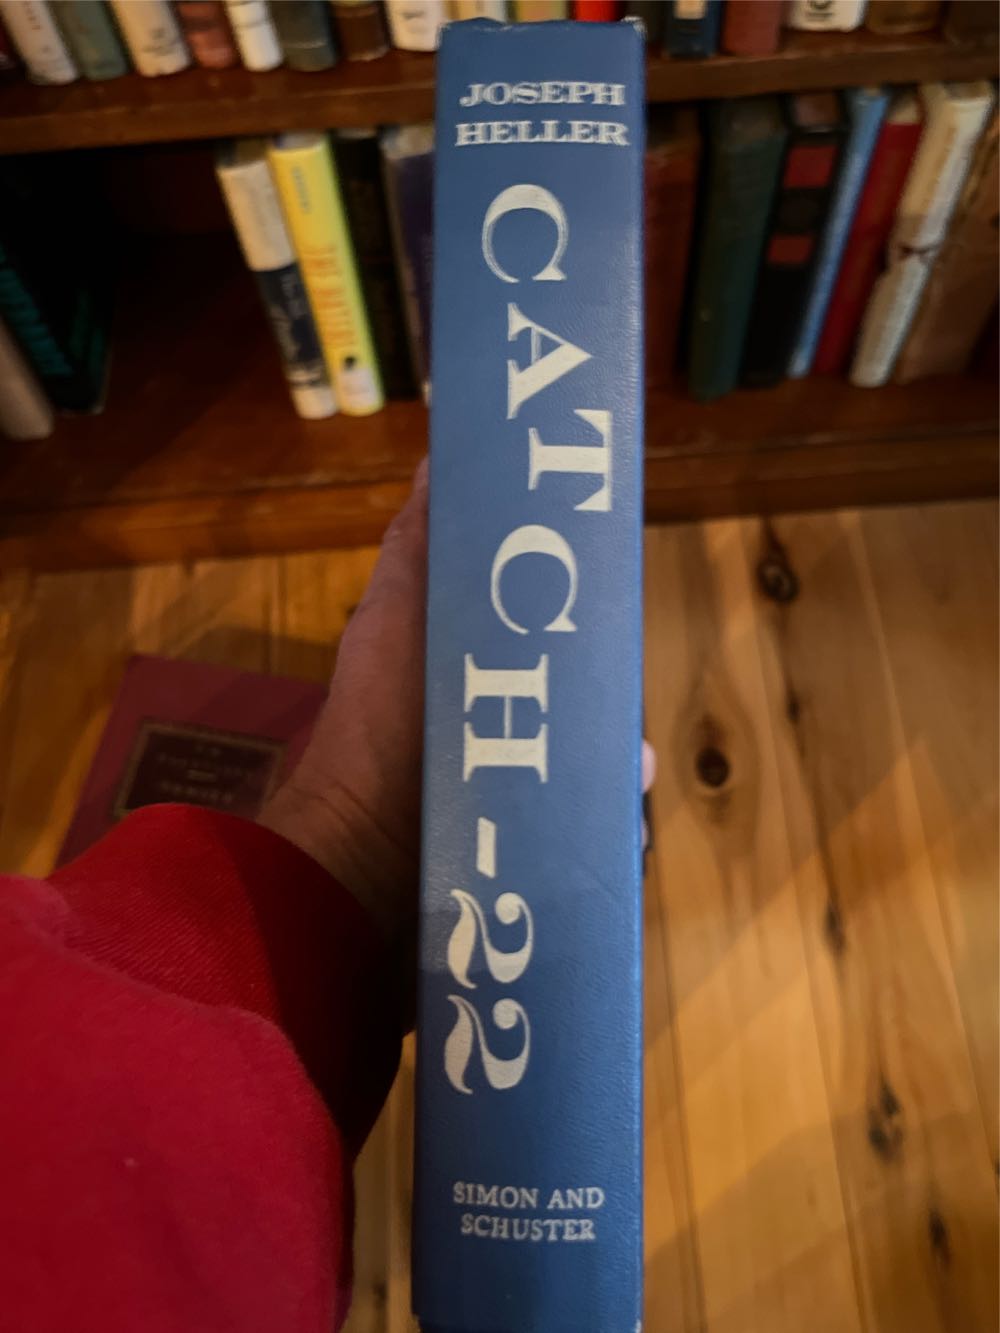 JOSEPH
HELLER
CATCH-22
SIMON AND
SCHUSTER